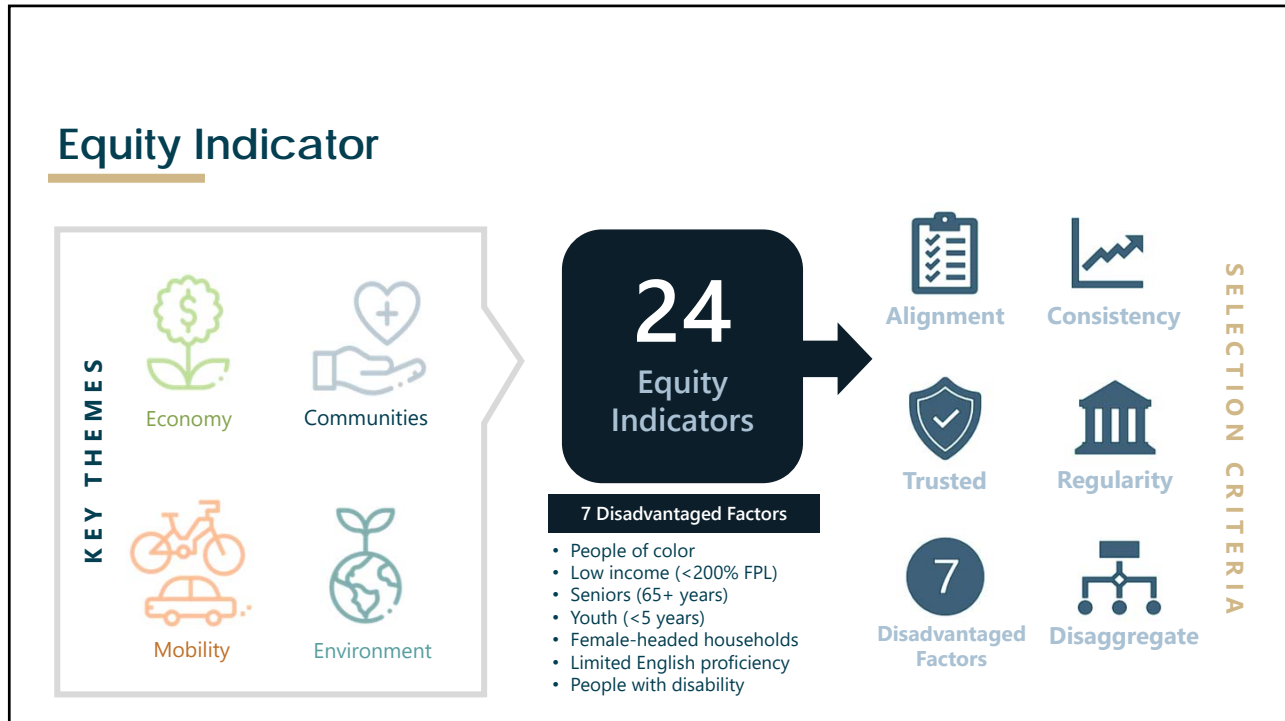 Equity Indicator
KEY THEMES
Economy
Communities
Mobility
Environment
24
Equity
Indicators
7 Disadvantaged Factors
• People of color
• Low income (<200% FPL)
• Seniors (65+ years)
• Youth (<5 years)
• Female-headed households
• Limited English proficiency
• People with disability
Alignment
Consistency
Trusted
Regularity
7
Disadvantaged
Factors
Disaggregate
SELECTION CRITERIA